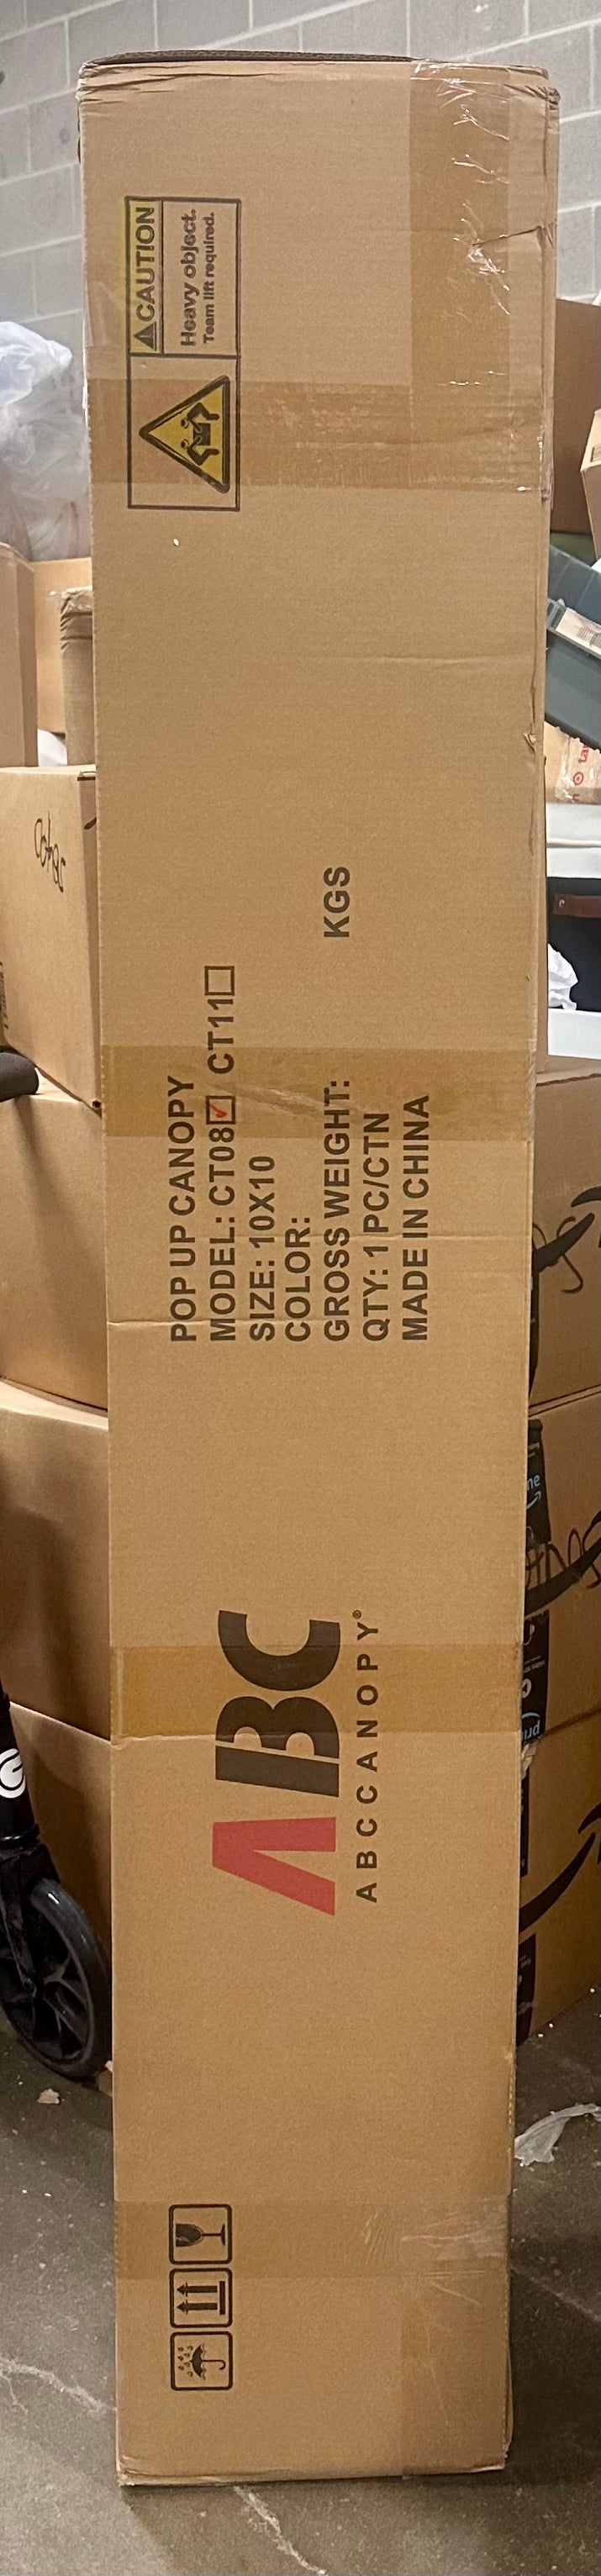 CAUTION
Heavy object.
Team lift required.
POP UP CANOPY
MODEL: CT08☑ CT11☐
SIZE: 10X10
COLOR:
GROSS WEIGHT: KGS
QTY: 1 PC/CTN
MADE IN CHINA
ABC
ABCCANOPY®